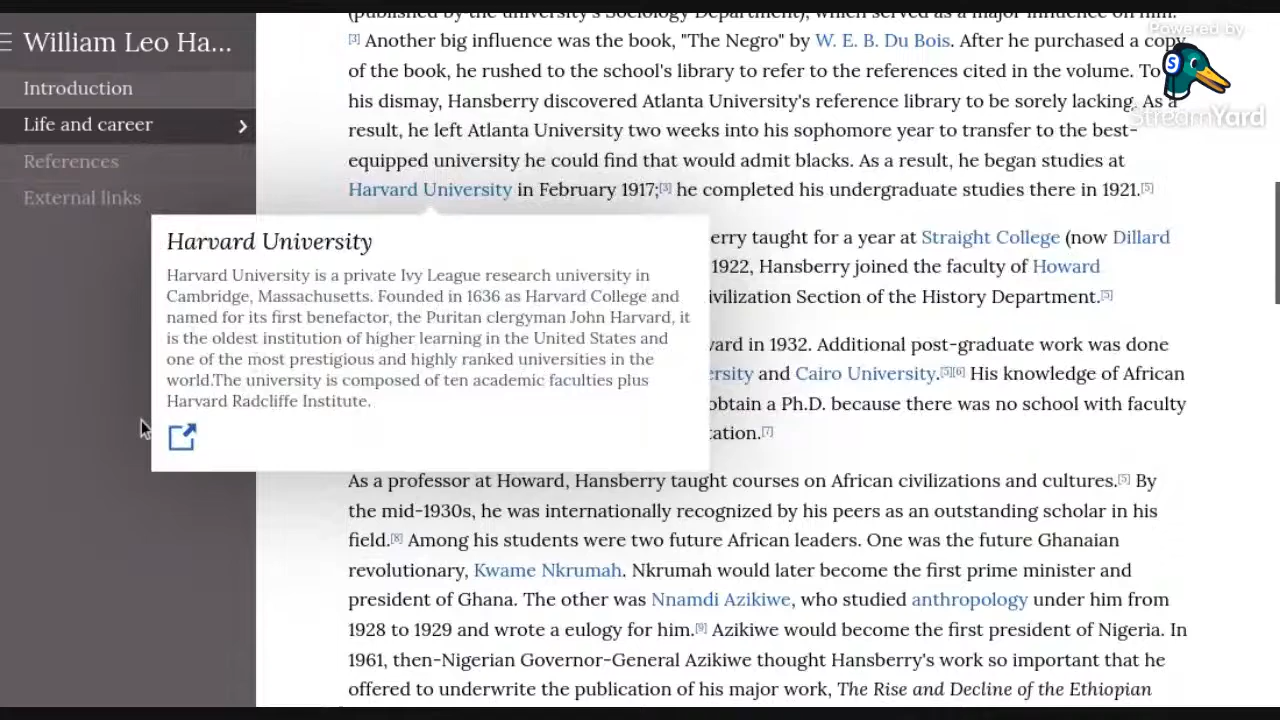 William Leo Ha...
Introduction
Life and career
References
External links
(published by the university's Sociology Department), which served as a major influence on him.
[3] Another big influence was the book, "The Negro" by W. E. B. Du Bois. After he purchased a copy
of the book, he rushed to the school's library to refer to the references cited in the volume. To
his dismay, Hansberry discovered Atlanta University's reference library to be sorely lacking. As a
result, he left Atlanta University two weeks into his sophomore year to transfer to the best-
equipped university he could find that would admit blacks. As a result, he began studies at
Harvard University in February 1917;[3] he completed his undergraduate studies there in 1921.[5]
Harvard University
Harvard University is a private Ivy League research university in
Cambridge, Massachusetts. Founded in 1636 as Harvard College and
named for its first benefactor, the Puritan clergyman John Harvard, it
is the oldest institution of higher learning in the United States and
one of the most prestigious and highly ranked universities in the
world.The university is composed of ten academic faculties plus
Harvard Radcliffe Institute.
erry taught for a year at Straight College (now Dillard
1922, Hansberry joined the faculty of Howard
ivilization Section of the History Department.[5]
vard in 1932. Additional post-graduate work was done
ersity and Cairo University.[5][6] His knowledge of African
obtain a Ph.D. because there was no school with faculty
tation.[7]
As a professor at Howard, Hansberry taught courses on African civilizations and cultures.[5] By
the mid-1930s, he was internationally recognized by his peers as an outstanding scholar in his
field.[8] Among his students were two future African leaders. One was the future Ghanaian
revolutionary, Kwame Nkrumah. Nkrumah would later become the first prime minister and
president of Ghana. The other was Nnamdi Azikiwe, who studied anthropology under him from
1928 to 1929 and wrote a eulogy for him.[9] Azikiwe would become the first president of Nigeria. In
1961, then-Nigerian Governor-General Azikiwe thought Hansberry's work so important that he
offered to underwrite the publication of his major work, The Rise and Decline of the Ethiopian
Powered by
S
StreamYard